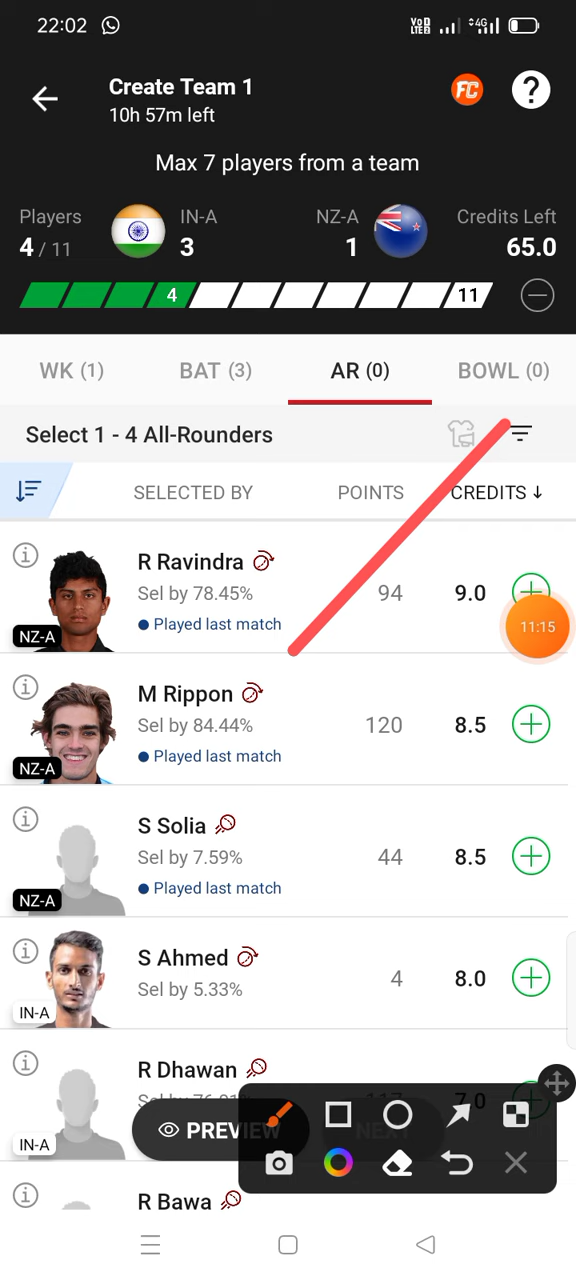 22:02 VoD LTE2 4G
Create Team 1
10h 57m left
FC ?
Max 7 players from a team
Players IN-A NZ-A Credits Left
4 / 11 3 1 65.0
4 11
WK (1) BAT (3) AR (0) BOWL (0)
Select 1 - 4 All-Rounders
SELECTED BY POINTS CREDITS ↓
R Ravindra
Sel by 78.45% 94 9.0
Played last match 11:15
NZ-A
M Rippon
Sel by 84.44% 120 8.5
Played last match
NZ-A
S Solia
Sel by 7.59% 44 8.5
Played last match
NZ-A
S Ahmed
Sel by 5.33% 4 8.0
IN-A
R Dhawan
7.0
IN-A
PREVIEW NEXT
R Bawa